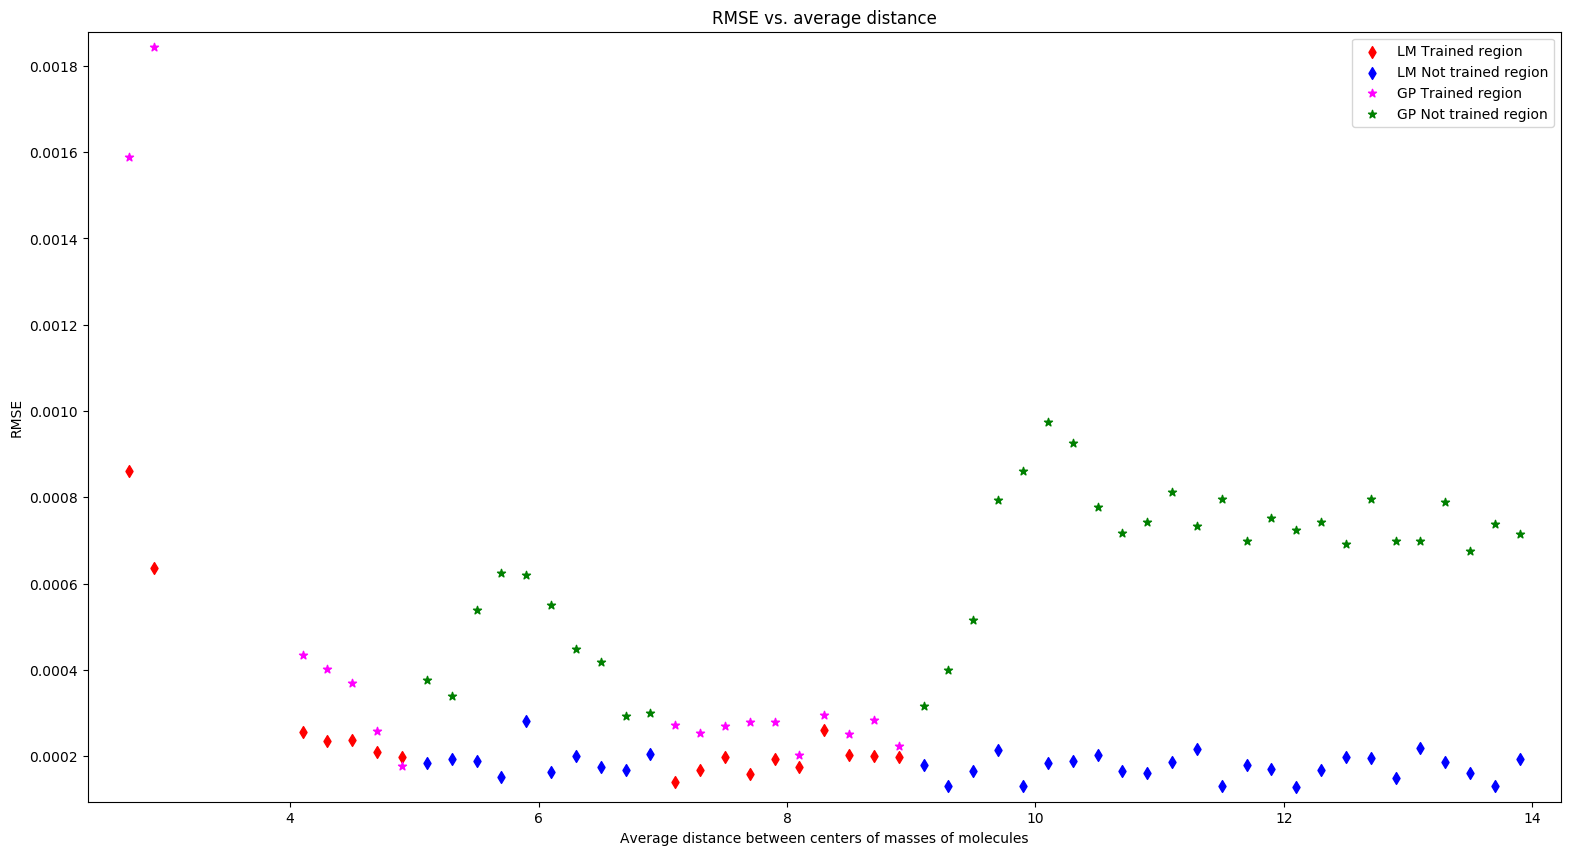 RMSE vs. average distance
LM Trained region
LM Not trained region
GP Trained region
GP Not trained region
RMSE
0.0018
0.0016
0.0014
0.0012
0.0010
0.0008
0.0006
0.0004
0.0002
4 6 8 10 12 14
Average distance between centers of masses of molecules